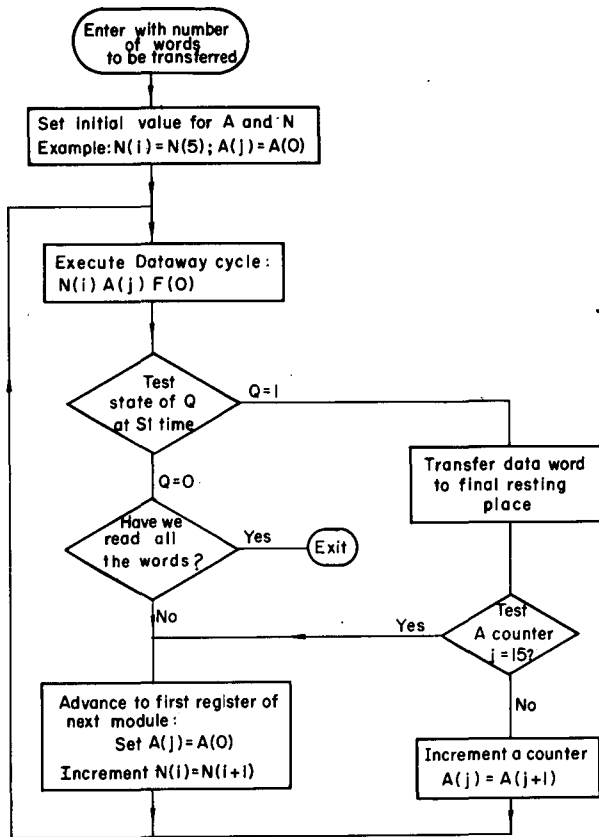 Enter with number
of words
to be transferred
Set initial value for A and N
Example: N(i) = N(5); A(j) = A(0)
Execute Dataway cycle:
N(i) A(j) F(0)
Test
state of Q
at S1 time
Q=1
Q=0
Transfer data word
to final resting
place
Have we
read all
the words?
Yes
Exit
No
Test
A counter
j = 15?
Yes
No
Advance to first register of
next module:
Set A(j) = A(0)
Increment N(i) = N(i+1)
Increment a counter
A(j) = A(j+1)